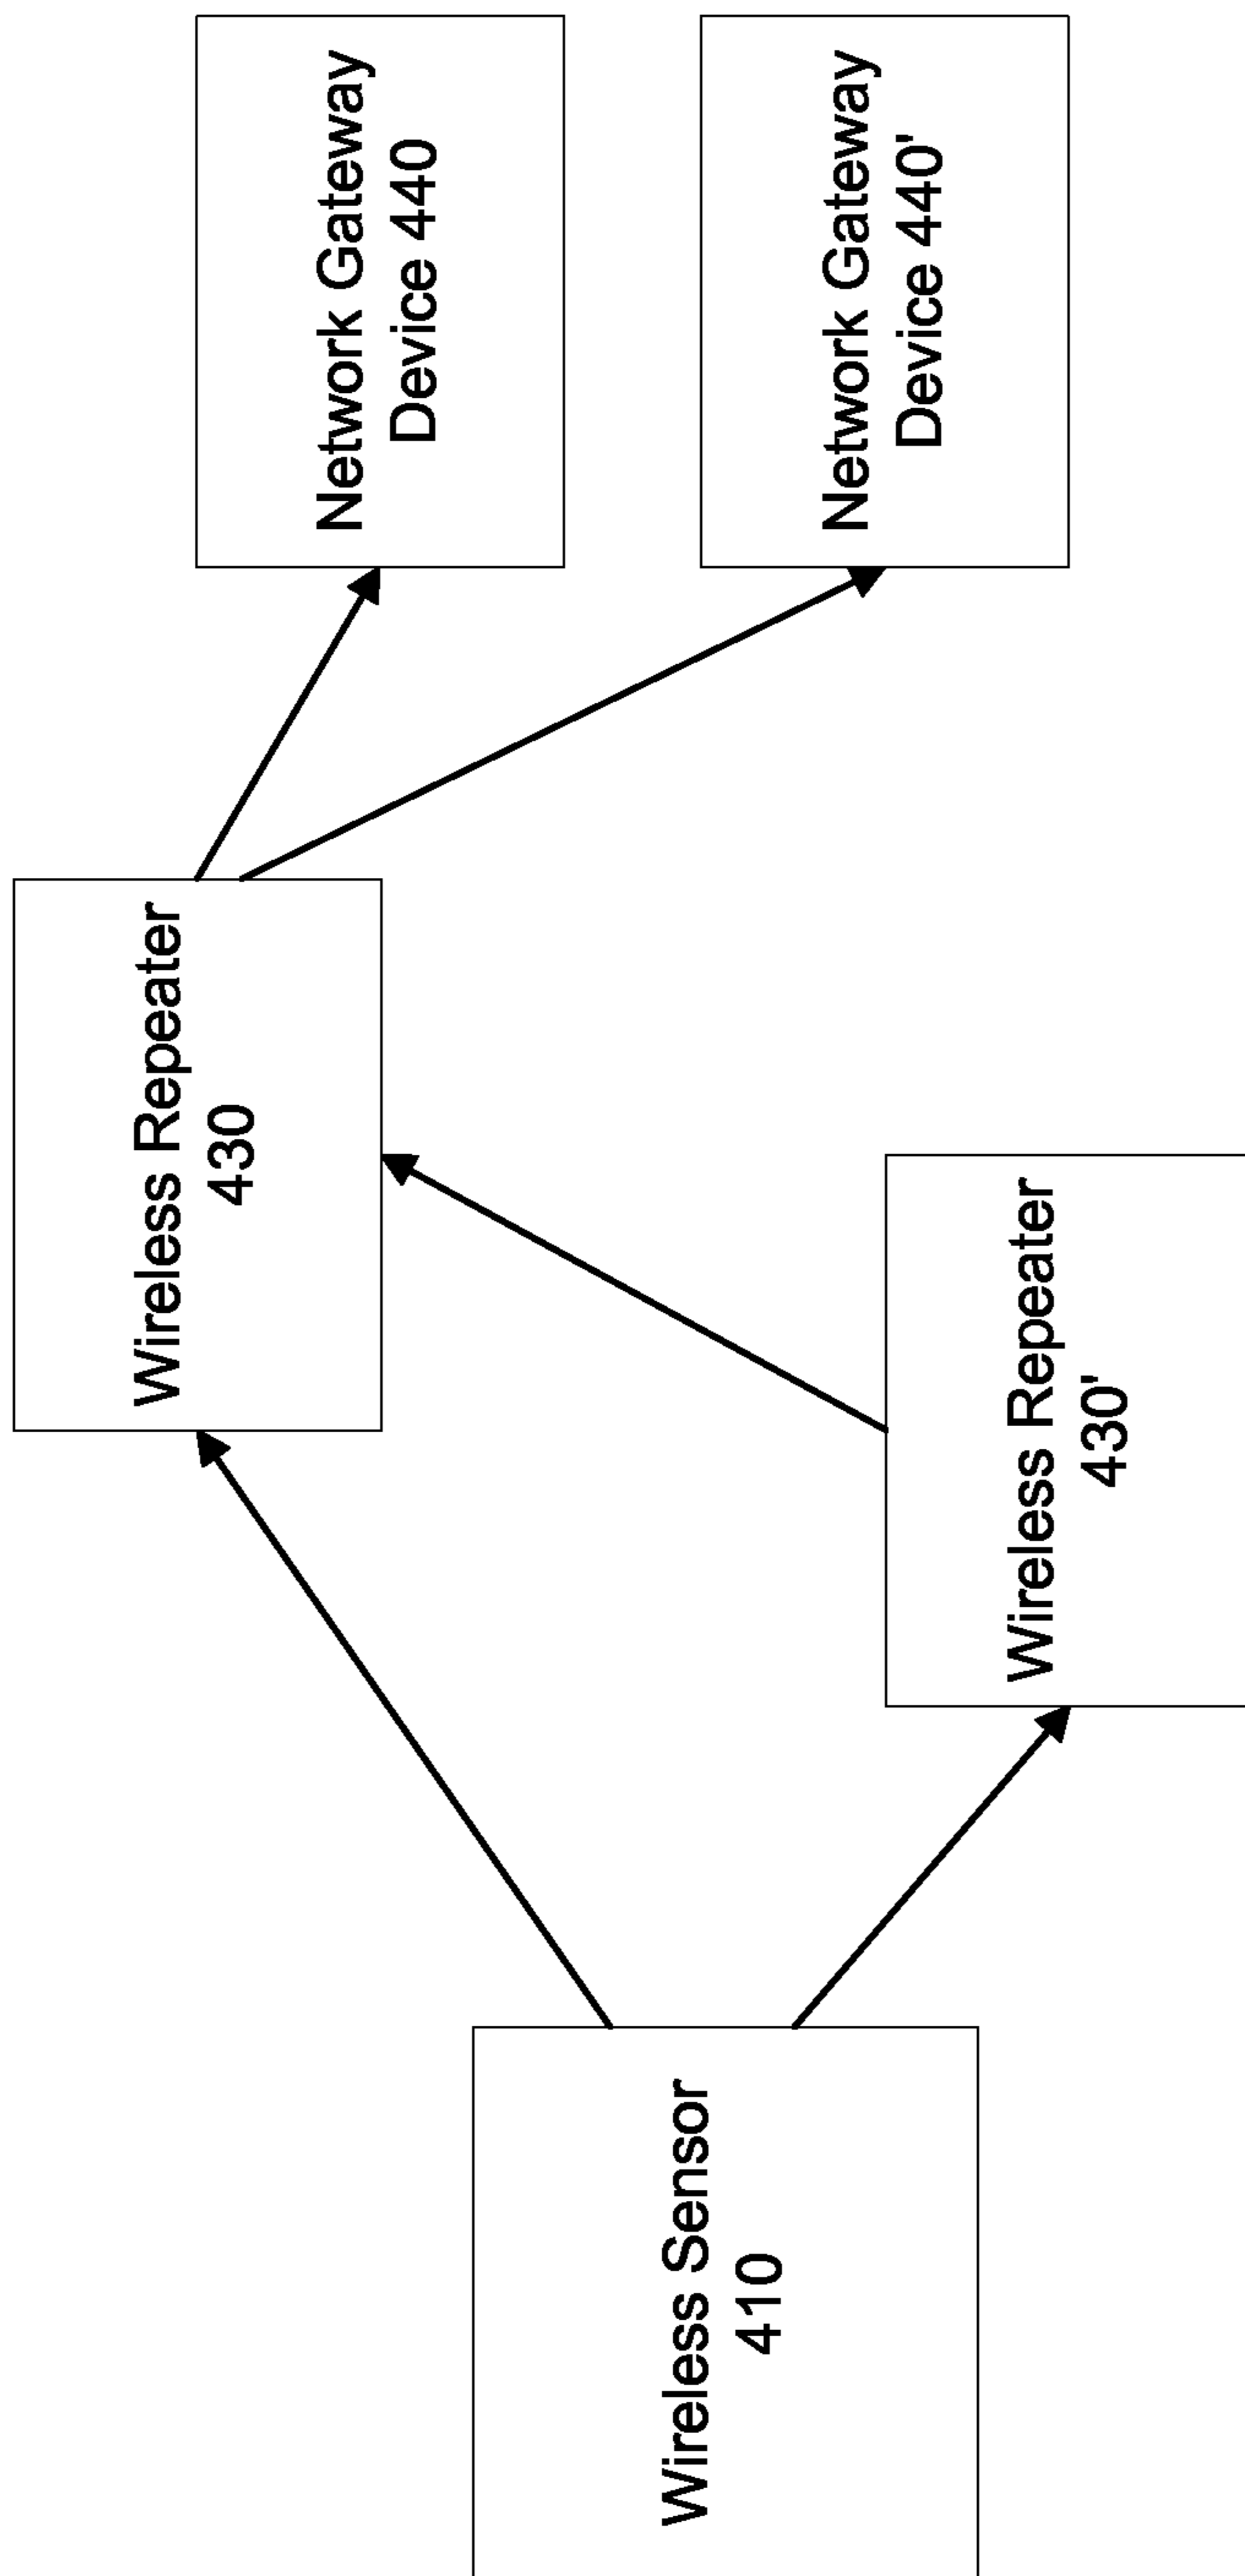 Wireless Sensor
410
Wireless Repeater
430
Wireless Repeater
430'
Network Gateway
Device 440
Network Gateway
Device 440'